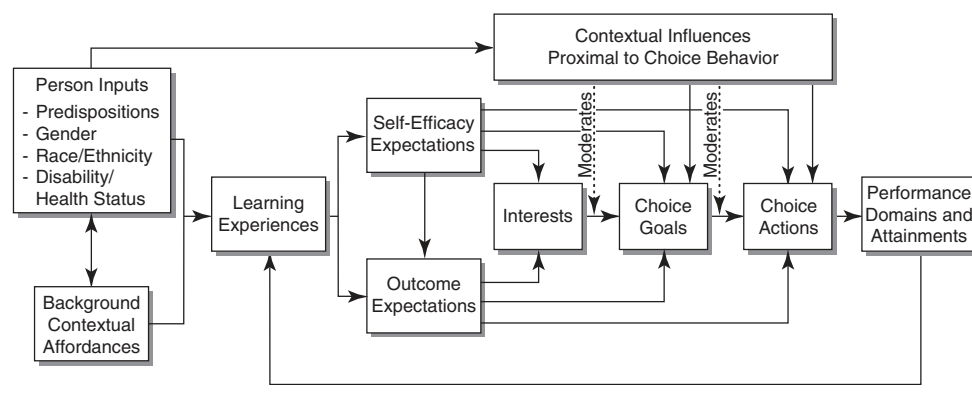 Contextual Influences
Proximal to Choice Behavior
Person Inputs
- Predispositions
- Gender
- Race/Ethnicity
- Disability/
Health Status
Background
Contextual
Affordances
Learning
Experiences
Self-Efficacy
Expectations
Outcome
Expectations
Interests
Moderates
Choice
Goals
Moderates
Choice
Actions
Performance
Domains and
Attainments